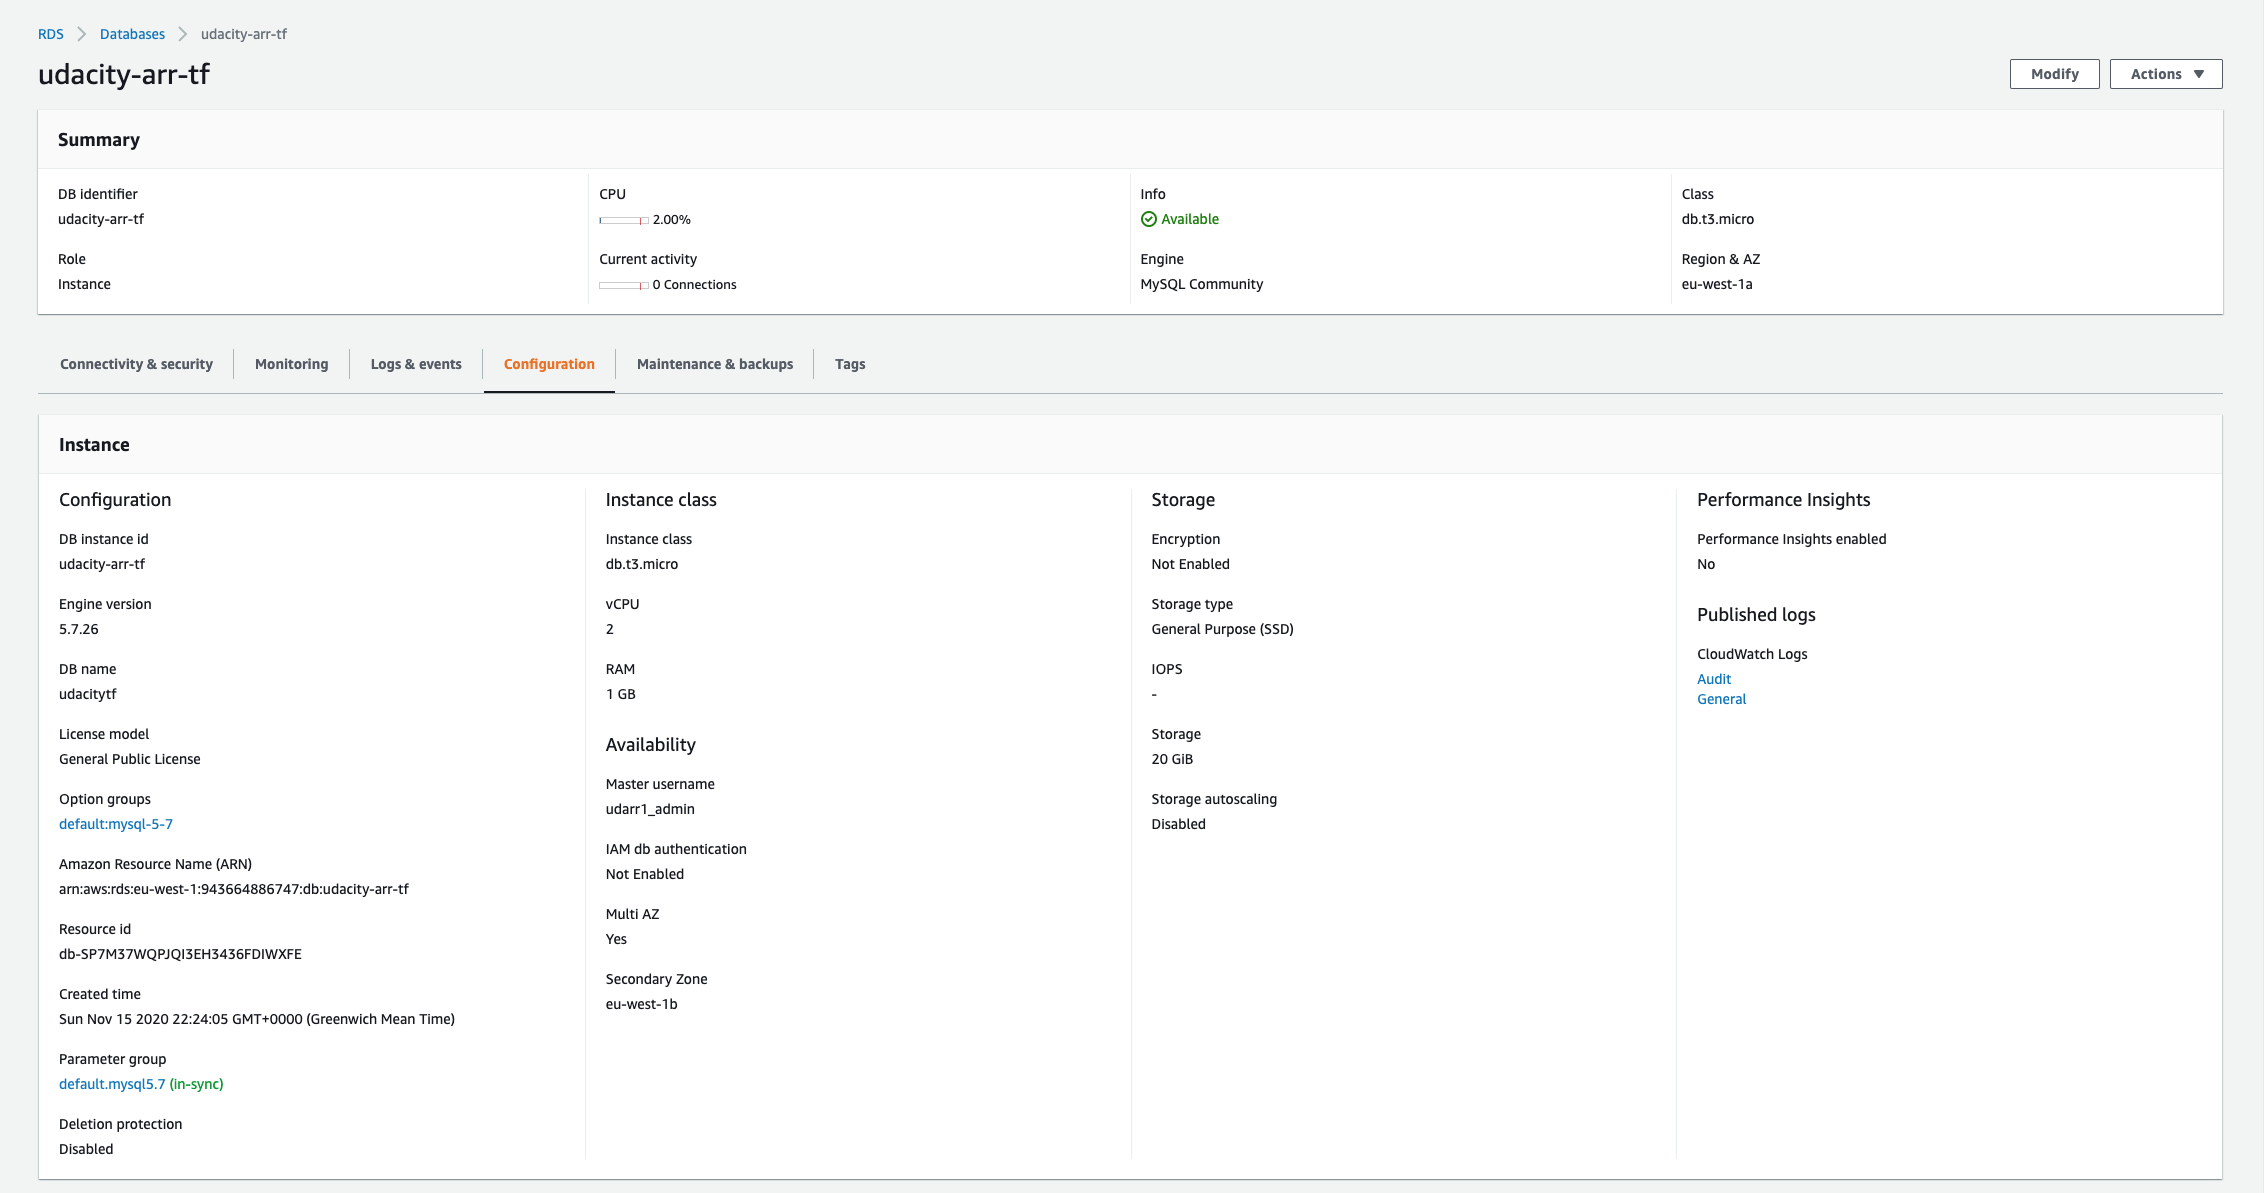 RDS > Databases > udacity-arr-tf
udacity-arr-tf
Modify
Actions
Summary
DB identifier
udacity-arr-tf
Role
Instance
CPU
2.00%
Current activity
0 Connections
Info
Available
Engine
MySQL Community
Class
db.t3.micro
Region & AZ
eu-west-1a
Connectivity & security
Monitoring
Logs & events
Configuration
Maintenance & backups
Tags
Instance
Configuration
DB instance id
udacity-arr-tf
Engine version
5.7.26
DB name
udacitytf
License model
General Public License
Option groups
default:mysql-5-7
Amazon Resource Name (ARN)
arn:aws:rds:eu-west-1:943664886747:db:udacity-arr-tf
Resource id
db-SP7M37WQPJQI3EH3436FDIWXFE
Created time
Sun Nov 15 2020 22:24:05 GMT+0000 (Greenwich Mean Time)
Parameter group
default.mysql5.7 (in-sync)
Deletion protection
Disabled
Instance class
Instance class
db.t3.micro
vCPU
2
RAM
1 GB
Availability
Master username
udarr1_admin
IAM db authentication
Not Enabled
Multi AZ
Yes
Secondary Zone
eu-west-1b
Storage
Encryption
Not Enabled
Storage type
General Purpose (SSD)
IOPS
-
Storage
20 GiB
Storage autoscaling
Disabled
Performance Insights
Performance Insights enabled
No
Published logs
CloudWatch Logs
Audit
General